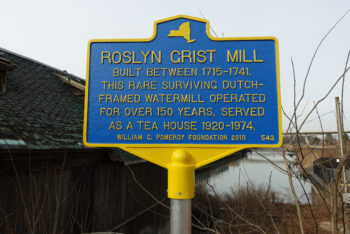 ROSLYN GRIST MILL
BUILT BETWEEN 1715-1741.
THIS RARE SURVIVING DUTCH-
FRAMED WATERMILL OPERATED
FOR OVER 150 YEARS. SERVED
AS A TEA HOUSE 1920-1974.
WILLIAM G. POMEROY FOUNDATION 2018 543